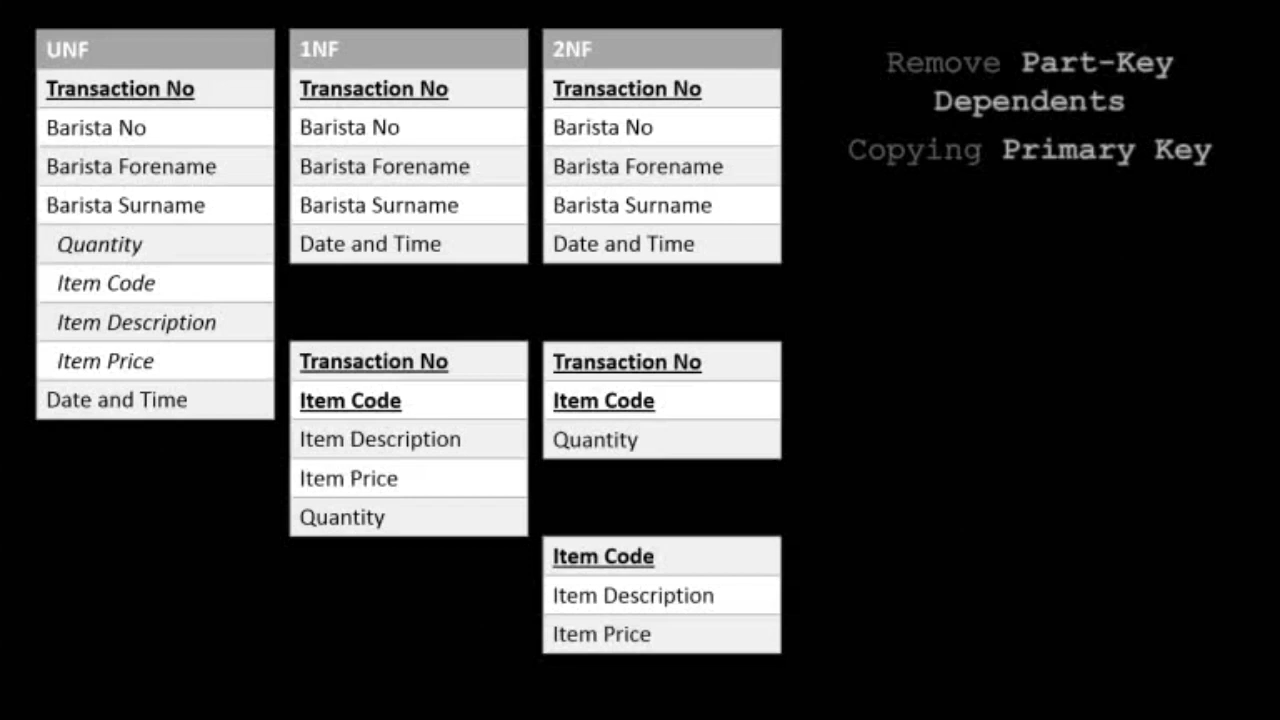 UNF
Transaction No
Barista No
Barista Forename
Barista Surname
Quantity
Item Code
Item Description
Item Price
Date and Time
1NF
Transaction No
Barista No
Barista Forename
Barista Surname
Date and Time
Transaction No
Item Code
Item Description
Item Price
Quantity
2NF
Transaction No
Barista No
Barista Forename
Barista Surname
Date and Time
Transaction No
Item Code
Quantity
Item Code
Item Description
Item Price
Remove Part-Key
Dependents
Copying Primary Key